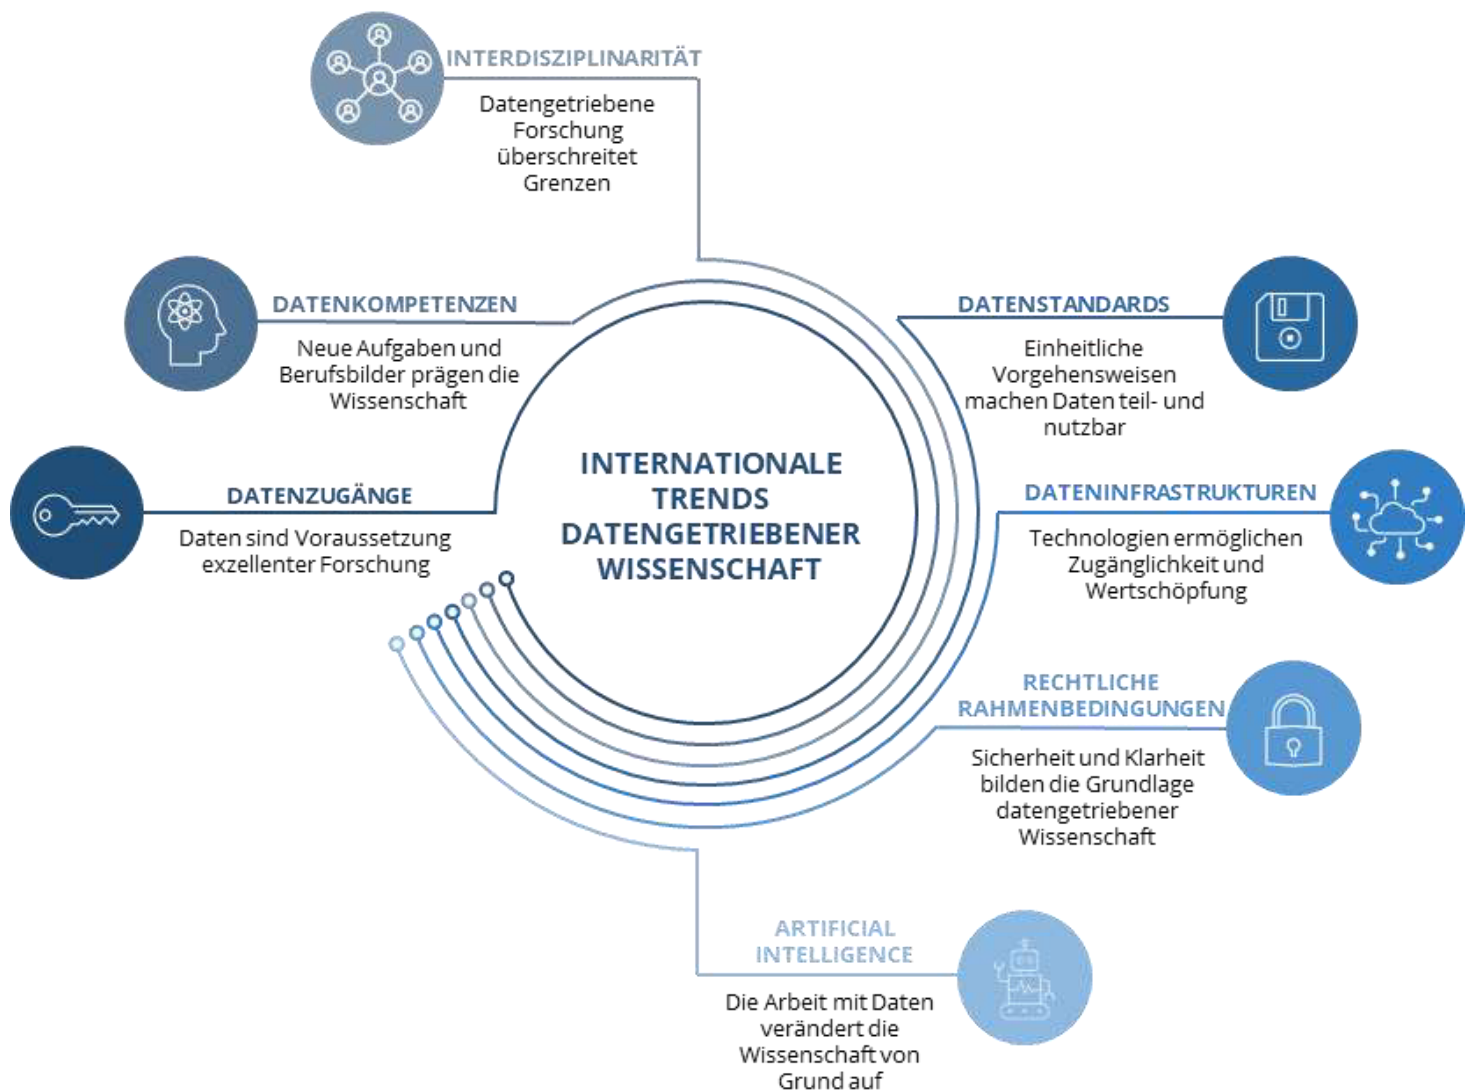 INTERDISZIPLINARITÄT
Datengetriebene
Forschung
überschreitet
Grenzen
DATENKOMPETENZEN
Neue Aufgaben und
Berufsbilder prägen die
Wissenschaft
DATENZUGÄNGE
Daten sind Voraussetzung
exzellenter Forschung
INTERNATIONALE
TRENDS
DATENGETRIEBENER
WISSENSCHAFT
DATENSTANDARDS
Einheitliche
Vorgehensweisen
machen Daten teil- und
nutzbar
DATENINFRASTRUKTUREN
Technologien ermöglichen
Zugänglichkeit und
Wertschöpfung
RECHTLICHE
RAHMENBEDINGUNGEN
Sicherheit und Klarheit
bilden die Grundlage
datengetriebener
Wissenschaft
ARTIFICIAL
INTELLIGENCE
Die Arbeit mit Daten
verändert die
Wissenschaft von
Grund auf